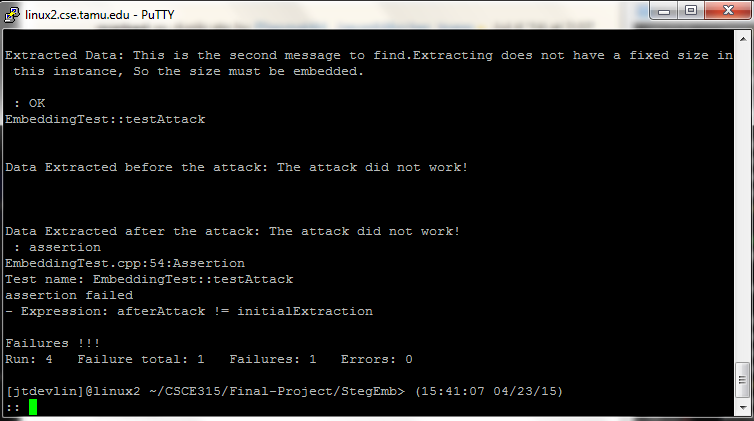 linux2.cse.tamu.edu - PuTTY
Extracted Data: This is the second message to find.Extracting does not have a fixed size in
this instance, So the size must be embedded.
: OK
EmbeddingTest::testAttack
Data Extracted before the attack: The attack did not work!
Data Extracted after the attack: The attack did not work!
: assertion
EmbeddingTest.cpp:54:Assertion
Test name: EmbeddingTest::testAttack
assertion failed
- Expression: afterAttack != initialExtraction
Failures !!!
Run: 4   Failure total: 1   Failures: 1   Errors: 0
[jtdevlin]@linux2 ~/CSCE315/Final-Project/StegEmb> (15:41:07 04/23/15)
::